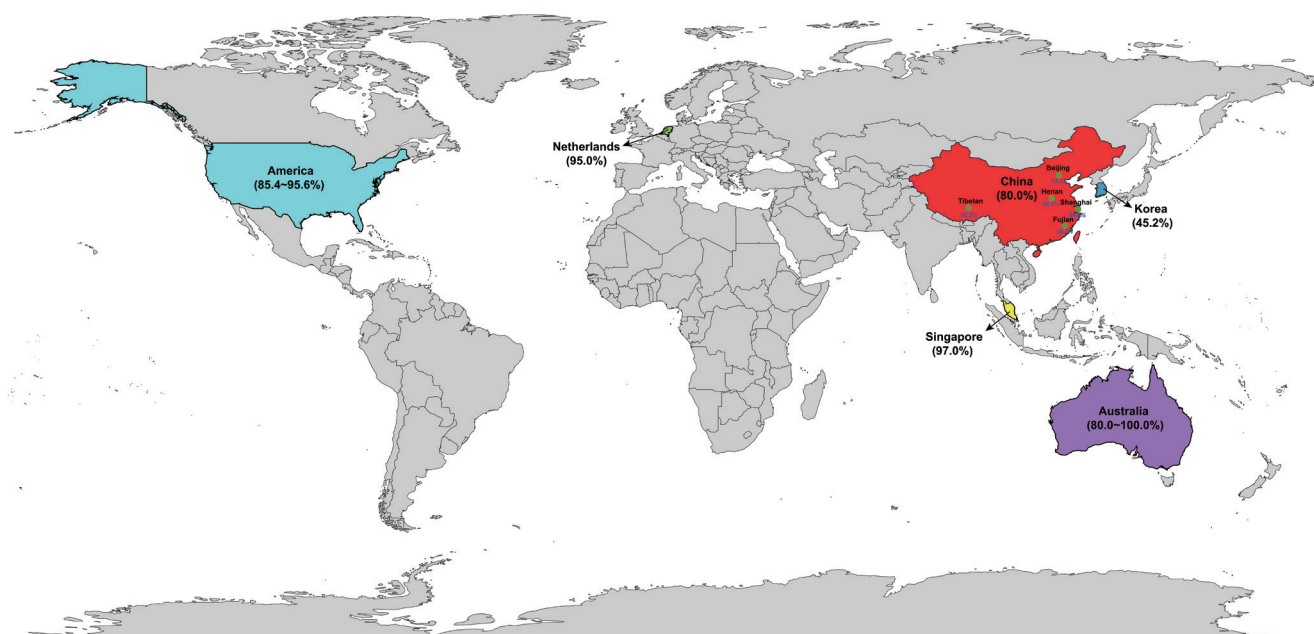 Netherlands
(95.0%)
America
(85.4~95.6%)
Beijing
China
(80.0%)
Henan
Tibetan
Shanghai
Fujian
Korea
(45.2%)
Singapore
(97.0%)
Australia
(80.0~100.0%)